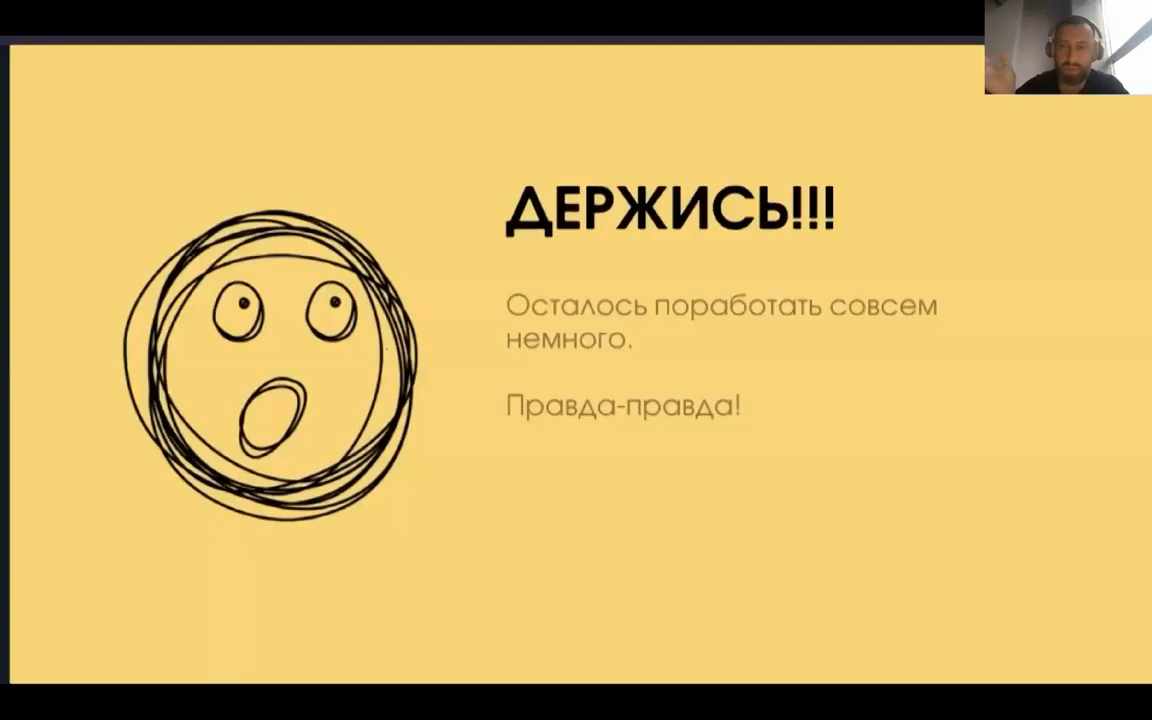 ДЕРЖИСЬ!!!
Осталось поработать совсем
немного.
Правда-правда!